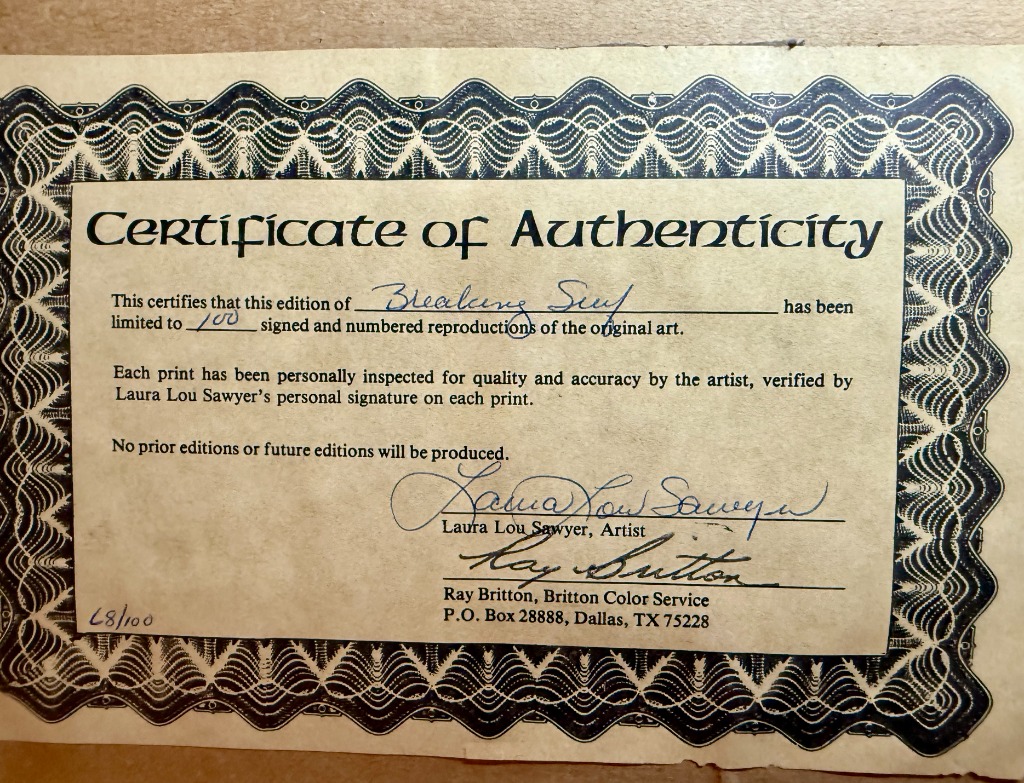 Certificate of Authenticity
This certifies that this edition of Breaking Surf has been
limited to 100 signed and numbered reproductions of the original art.
Each print has been personally inspected for quality and accuracy by the artist, verified by
Laura Lou Sawyer's personal signature on each print.
No prior editions or future editions will be produced.
Laura Lou Sawyer
Laura Lou Sawyer, Artist
Ray Britton
Ray Britton, Britton Color Service
P.O. Box 28888, Dallas, TX 75228
68/100